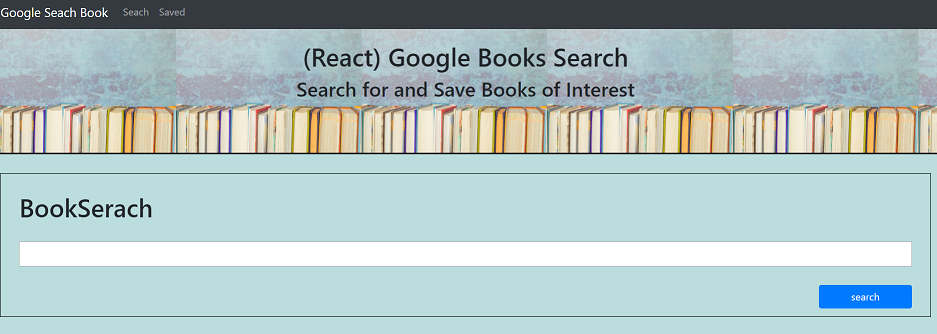 Google Seach Book Seach Saved
(React) Google Books Search
Search for and Save Books of Interest
BookSerach
search